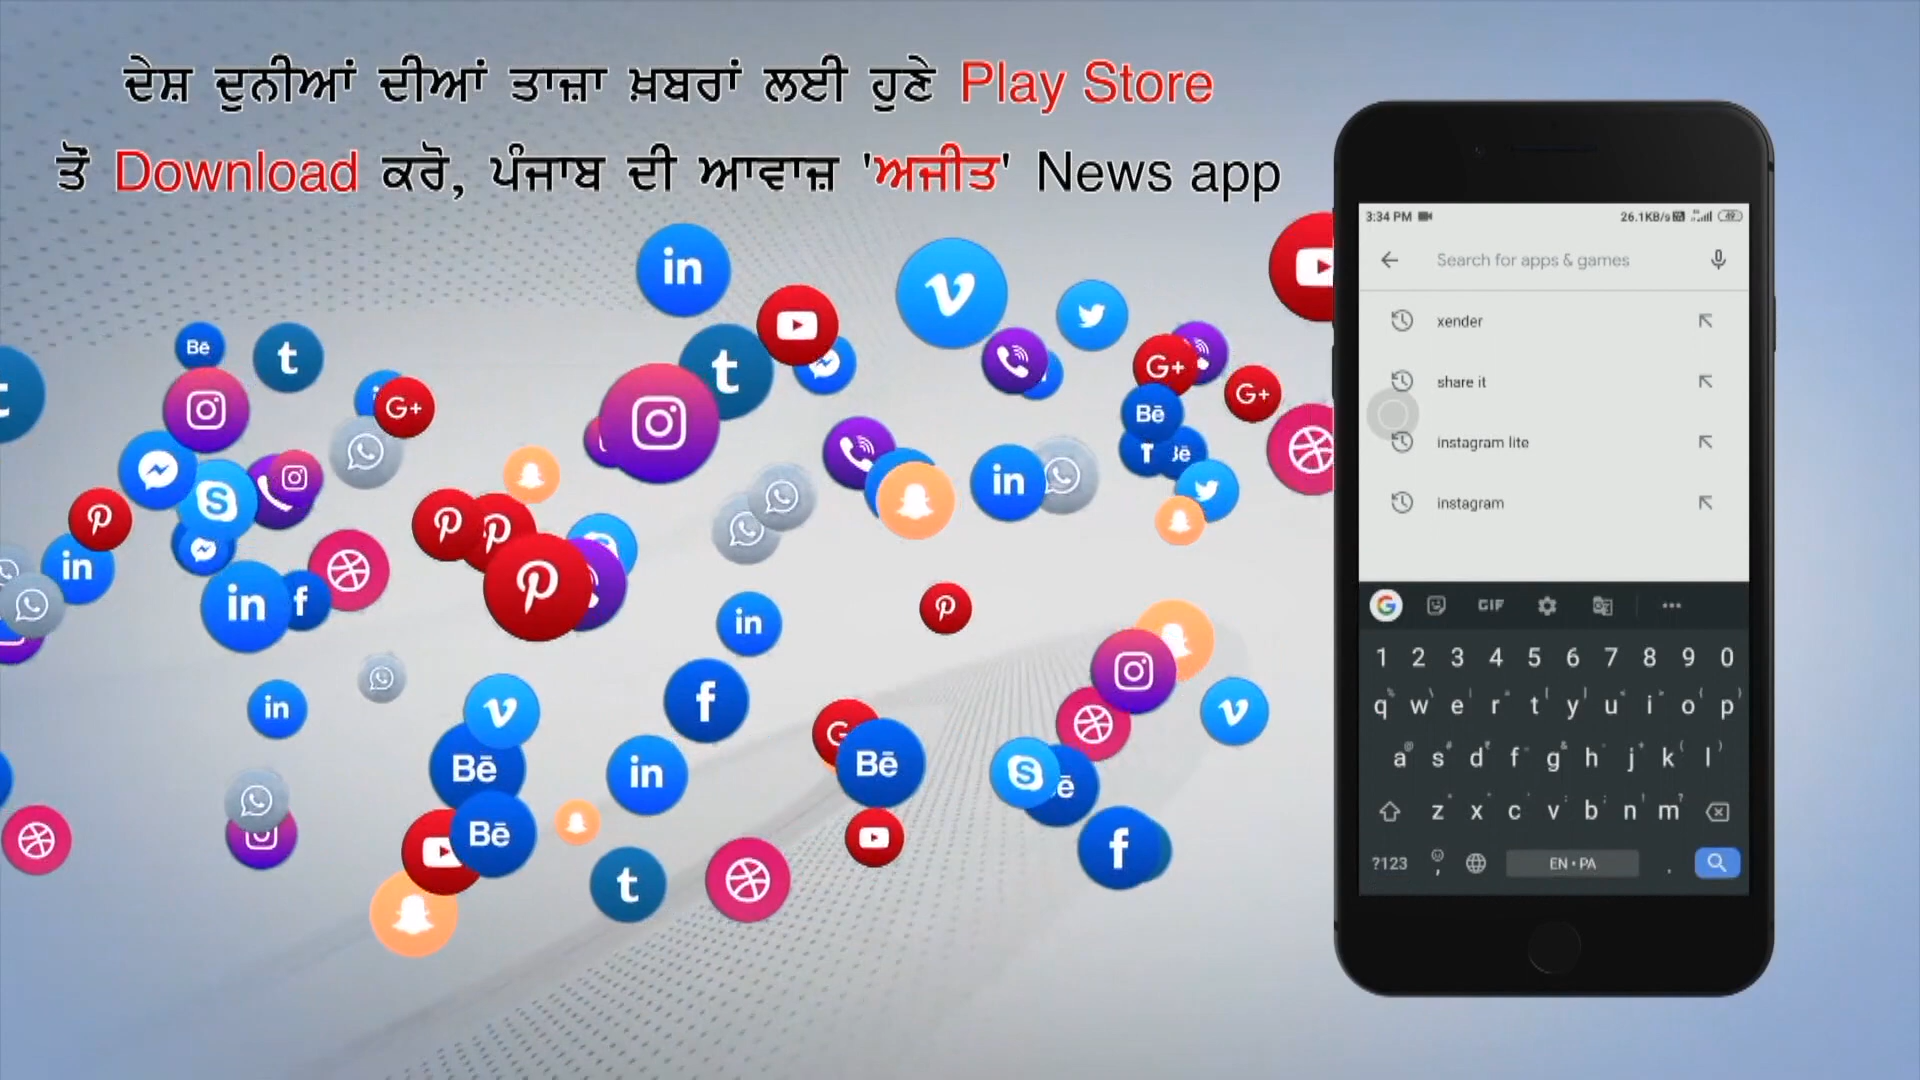 ਦੇਸ਼ ਦੁਨੀਆਂ ਦੀਆਂ ਤਾਜ਼ਾ ਖ਼ਬਰਾਂ ਲਈ ਹੁਣੇ Play Store
ਤੋਂ Download ਕਰੋ, ਪੰਜਾਬ ਦੀ ਆਵਾਜ਼ 'ਅਜੀਤ' News app
3:34 PM 26.1KB/s 49
Search for apps & games
xender
share it
instagram lite
instagram
GIF
1 2 3 4 5 6 7 8 9 0
q w e r t y u i o p
a s d f g h j k l
z x c v b n m
?123 , EN • PA .